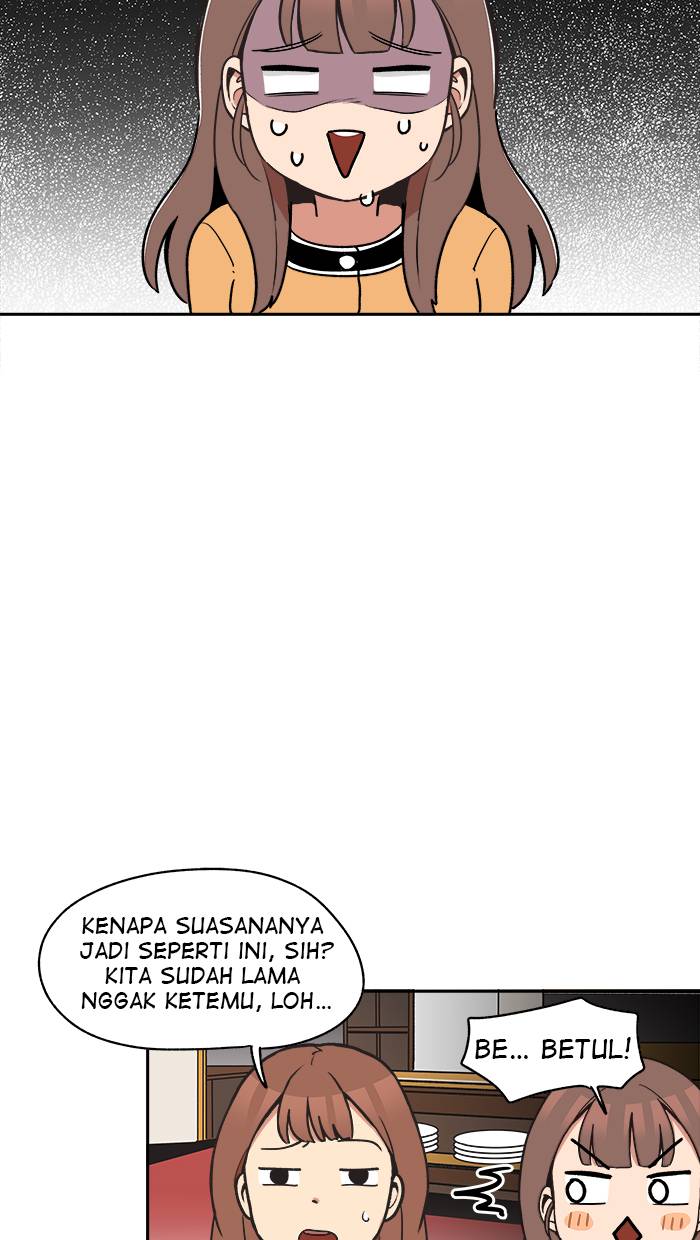 KENAPA SUASANANYA
JADI SEPERTI INI, SIH?
KITA SUDAH LAMA
NGGAK KETEMU, LOH...
BE... BETUL!